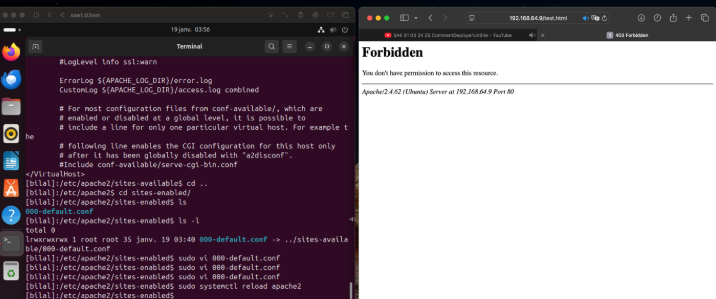 sae1.03vm
19 janv. 03:56
Terminal
#LogLevel info ssl:warn
ErrorLog ${APACHE_LOG_DIR}/error.log
CustomLog ${APACHE_LOG_DIR}/access.log combined
# For most configuration files from conf-available/, which are
# enabled or disabled at a global level, it is possible to
# include a line for only one particular virtual host. For example t
he
# following line enables the CGI configuration for this host only
# after it has been globally disabled with "a2disconf".
#Include conf-available/serve-cgi-bin.conf
</VirtualHost>
[bilal]:/etc/apache2/sites-available$ cd ..
[bilal]:/etc/apache2$ cd sites-enabled/
[bilal]:/etc/apache2/sites-enabled$ ls
000-default.conf
[bilal]:/etc/apache2/sites-enabled$ ls -l
total 0
lrwxrwxrwx 1 root root 35 janv. 19 03:40 000-default.conf -> ../sites-availa
ble/000-default.conf
[bilal]:/etc/apache2/sites-enabled$ sudo vi 000-default.conf
[bilal]:/etc/apache2/sites-enabled$ sudo vi 000-default.conf
[bilal]:/etc/apache2/sites-enabled$ sudo vi 000-default.conf
[bilal]:/etc/apache2/sites-enabled$ sudo systemctl reload apache2
[bilal]:/etc/apache2/sites-enabled$
192.168.64.9/test.html
SAE S1 03 24 25 CommentDeployerUnSite - YouTube
403 Forbidden
Forbidden
You don't have permission to access this resource.
Apache/2.4.62 (Ubuntu) Server at 192.168.64.9 Port 80